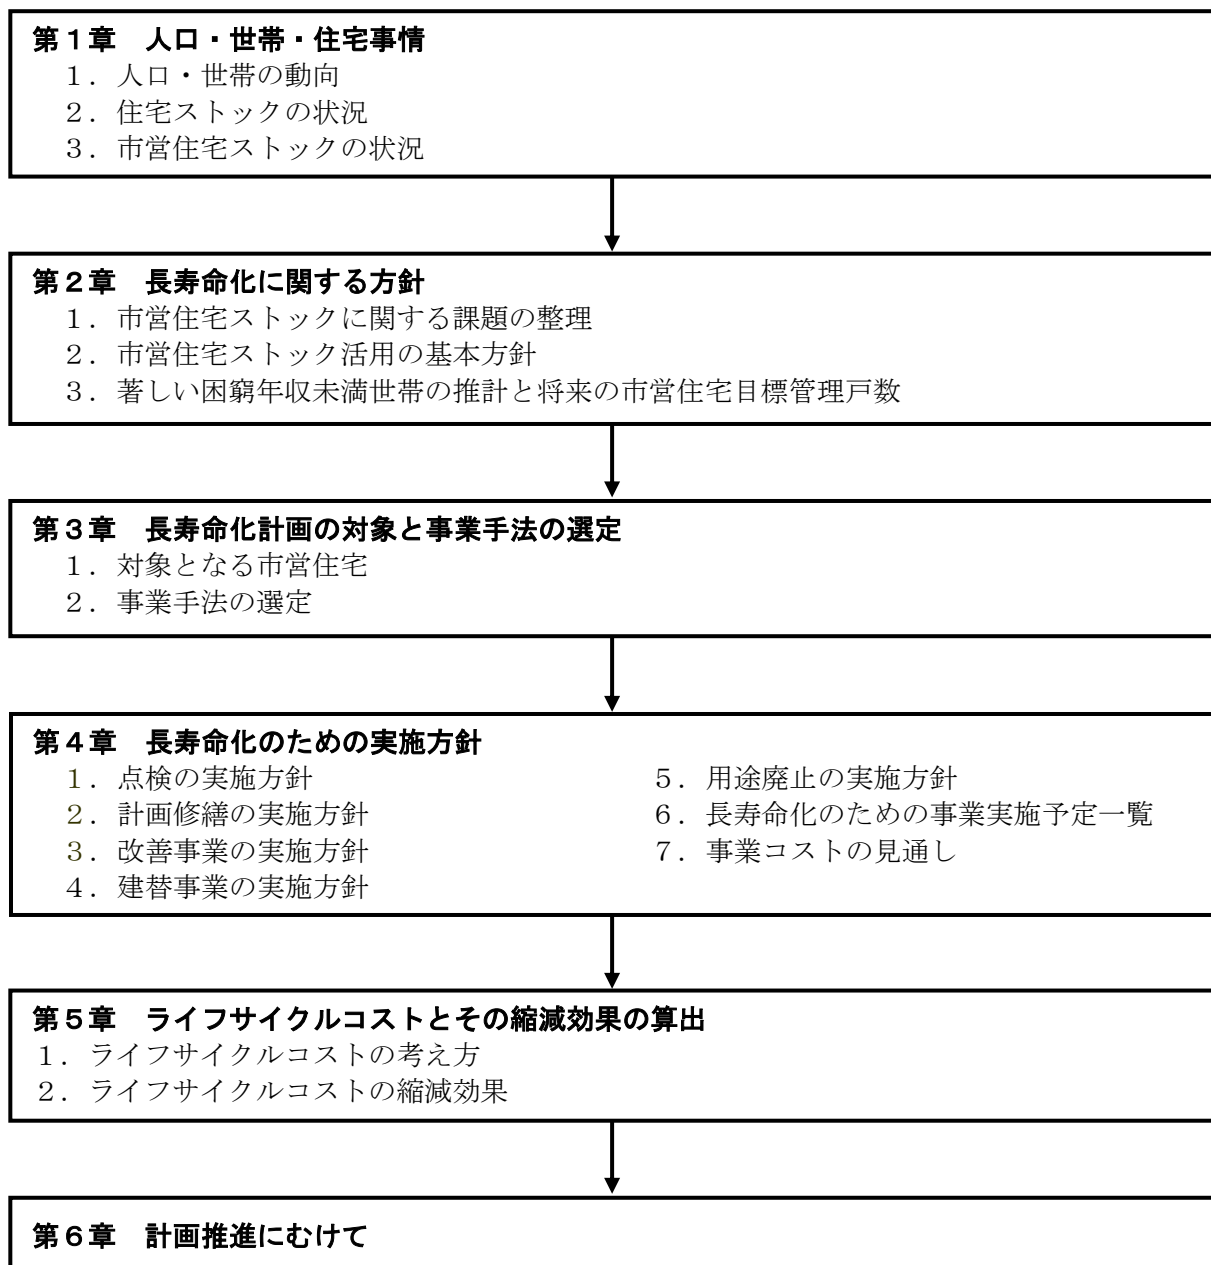 第１章　人口・世帯・住宅事情
１．人口・世帯の動向
２．住宅ストックの状況
３．市営住宅ストックの状況
第２章　長寿命化に関する方針
１．市営住宅ストックに関する課題の整理
２．市営住宅ストック活用の基本方針
３．著しい困窮年収未満世帯の推計と将来の市営住宅目標管理戸数
第３章　長寿命化計画の対象と事業手法の選定
１．対象となる市営住宅
２．事業手法の選定
第４章　長寿命化のための実施方針
１．点検の実施方針
２．計画修繕の実施方針
３．改善事業の実施方針
４．建替事業の実施方針
５．用途廃止の実施方針
６．長寿命化のための事業実施予定一覧
７．事業コストの見通し
第５章　ライフサイクルコストとその縮減効果の算出
１．ライフサイクルコストの考え方
２．ライフサイクルコストの縮減効果
第６章　計画推進にむけて